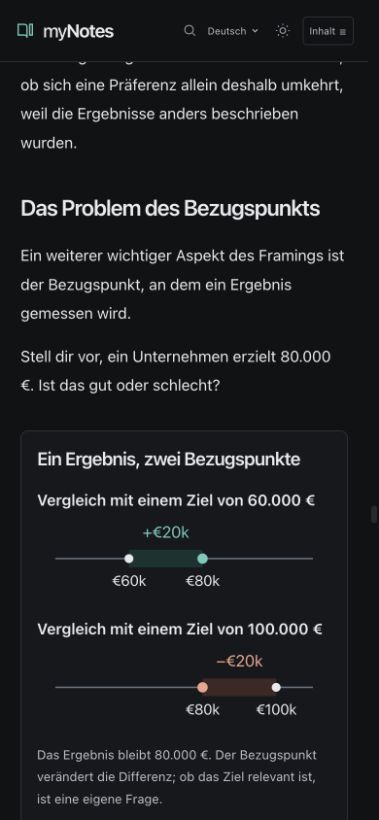 myNotes
Deutsch
Inhalt
ob sich eine Präferenz allein deshalb umkehrt,
weil die Ergebnisse anders beschrieben
wurden.
Das Problem des Bezugspunkts
Ein weiterer wichtiger Aspekt des Framings ist
der Bezugspunkt, an dem ein Ergebnis
gemessen wird.
Stell dir vor, ein Unternehmen erzielt 80.000
€. Ist das gut oder schlecht?
Ein Ergebnis, zwei Bezugspunkte
Vergleich mit einem Ziel von 60.000 €
+€20k
€60k €80k
Vergleich mit einem Ziel von 100.000 €
−€20k
€80k €100k
Das Ergebnis bleibt 80.000 €. Der Bezugspunkt
verändert die Differenz; ob das Ziel relevant ist,
ist eine eigene Frage.